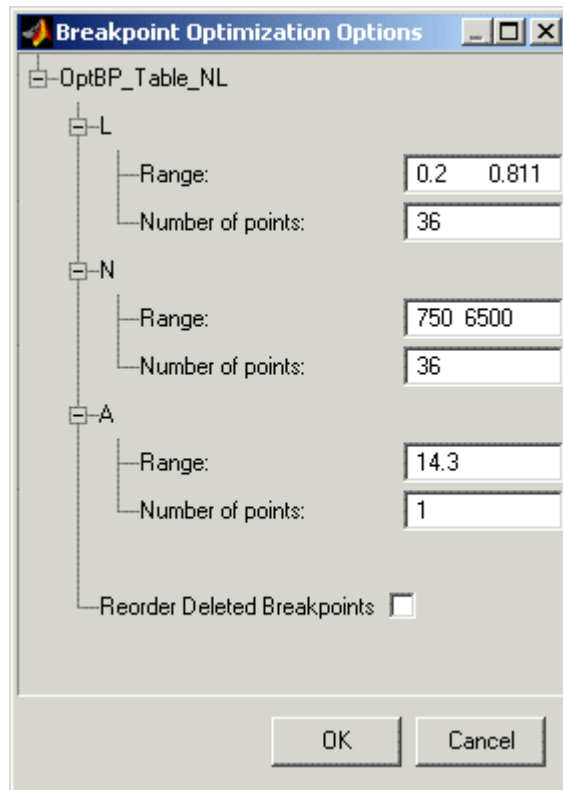 Breakpoint Optimization Options
OptBP_Table_NL
L
Range: 0.2 0.811
Number of points: 36
N
Range: 750 6500
Number of points: 36
A
Range: 14.3
Number of points: 1
Reorder Deleted Breakpoints
OK Cancel